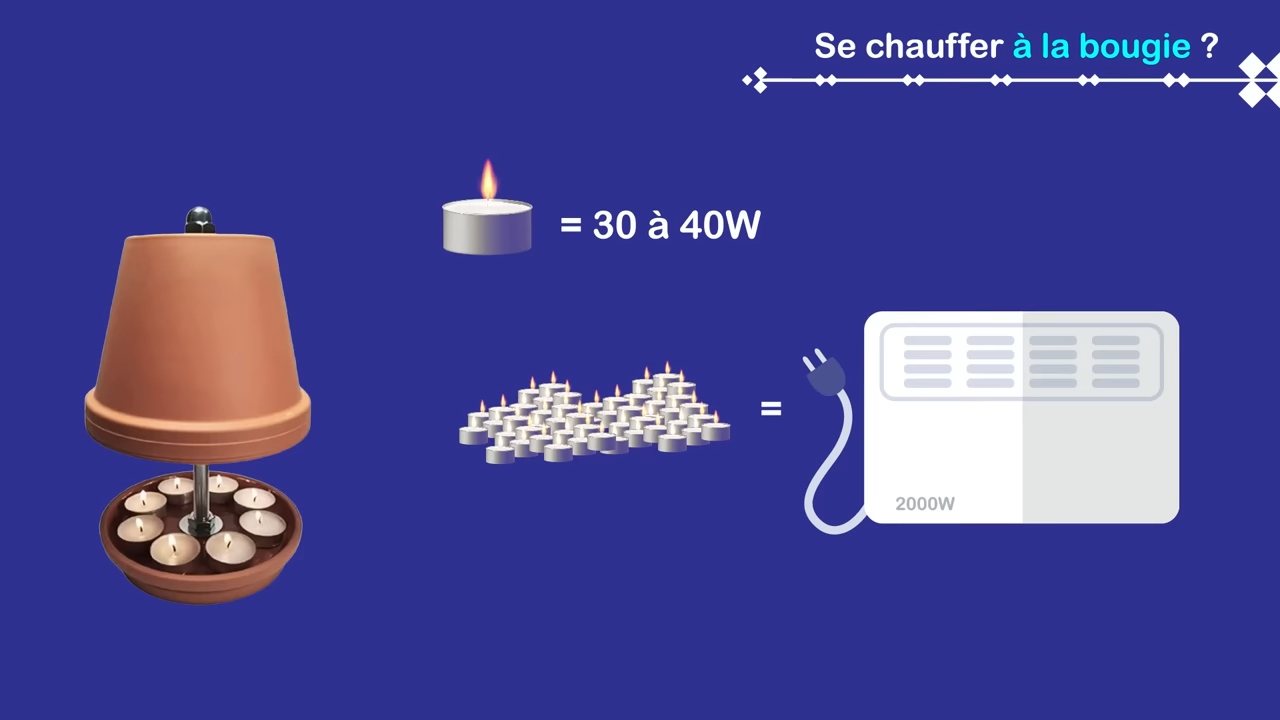 Se chauffer à la bougie ?
= 30 à 40W
=
2000W